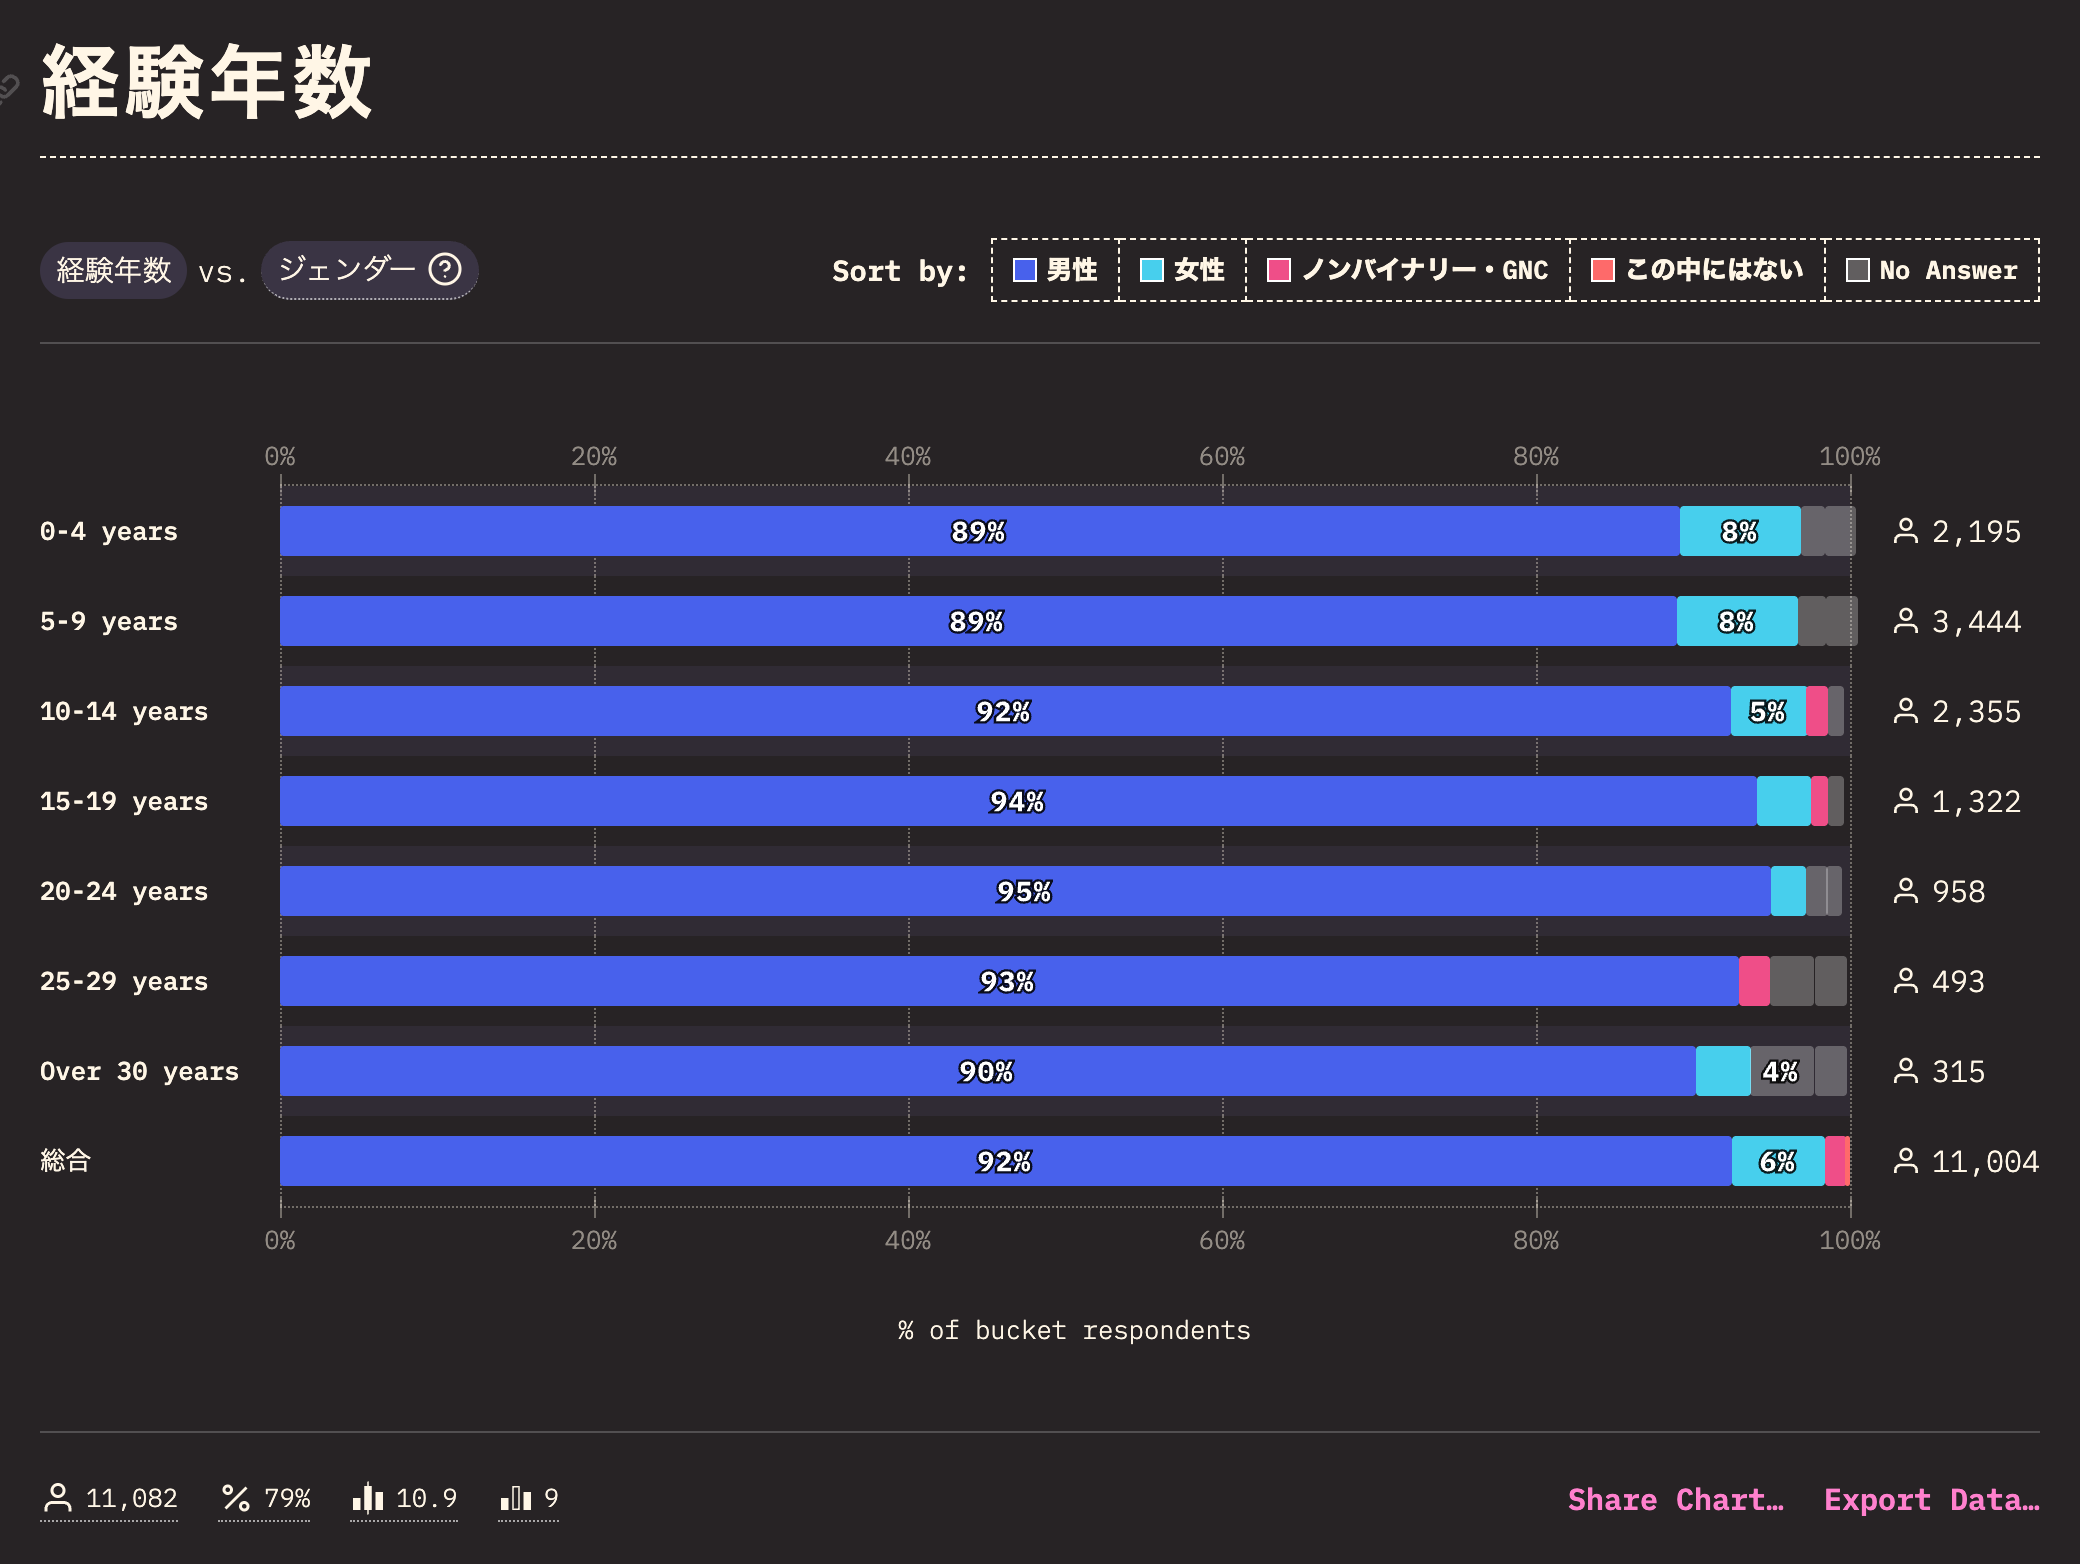 経験年数
経験年数 vs. ジェンダー ?
Sort by: 男性 女性 ノンバイナリー・GNC この中にはない No Answer
0% 20% 40% 60% 80% 100%
0-4 years 89% 8% 2,195
5-9 years 89% 8% 3,444
10-14 years 92% 5% 2,355
15-19 years 94% 1,322
20-24 years 95% 958
25-29 years 93% 493
Over 30 years 90% 4% 315
総合 92% 6% 11,004
0% 20% 40% 60% 80% 100%
% of bucket respondents
11,082 % 79% 10.9 9 Share Chart… Export Data…